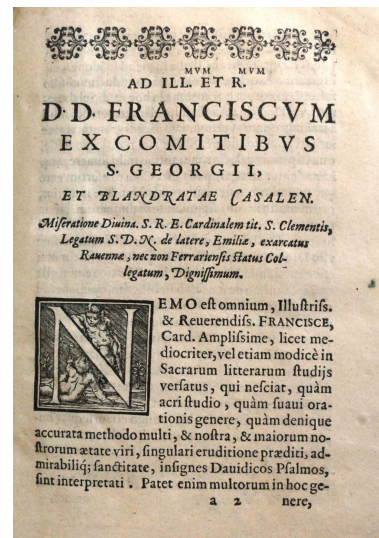 MVM MVM
AD ILL. ET R.
D. D. FRANCISCVM
EX COMITIBVS
S. GEORGII,
ET BLANDRATAE CASALEN.
Miseratione Diuina. S. R. E. Cardinalem tit. S. Clementis,
Legatum S. D. N. de latere, Emiliæ, exarcatus
Rauennæ, nec non Ferrariensis status Col-
legatum, Dignissimum.
NEMO est omnium, Illustriss.
& Reuerendiss. FRANCISCE,
Card. Amplissime, licet me-
diocriter, vel etiam modicè in
Sacrarum litterarum studijs
versatus, qui nesciat, quàm
acri studio, quàm suaui ora-
tionis genere, quàm denique
accurata methodo multi, & nostra, & maiorum no-
strorum ætate viri, singulari eruditione præditi, ad-
mirabiliq; sanctitate, insignes Dauidicos Psalmos,
sint interpretati. Patet enim multorum in hoc ge-
a 2 nere,